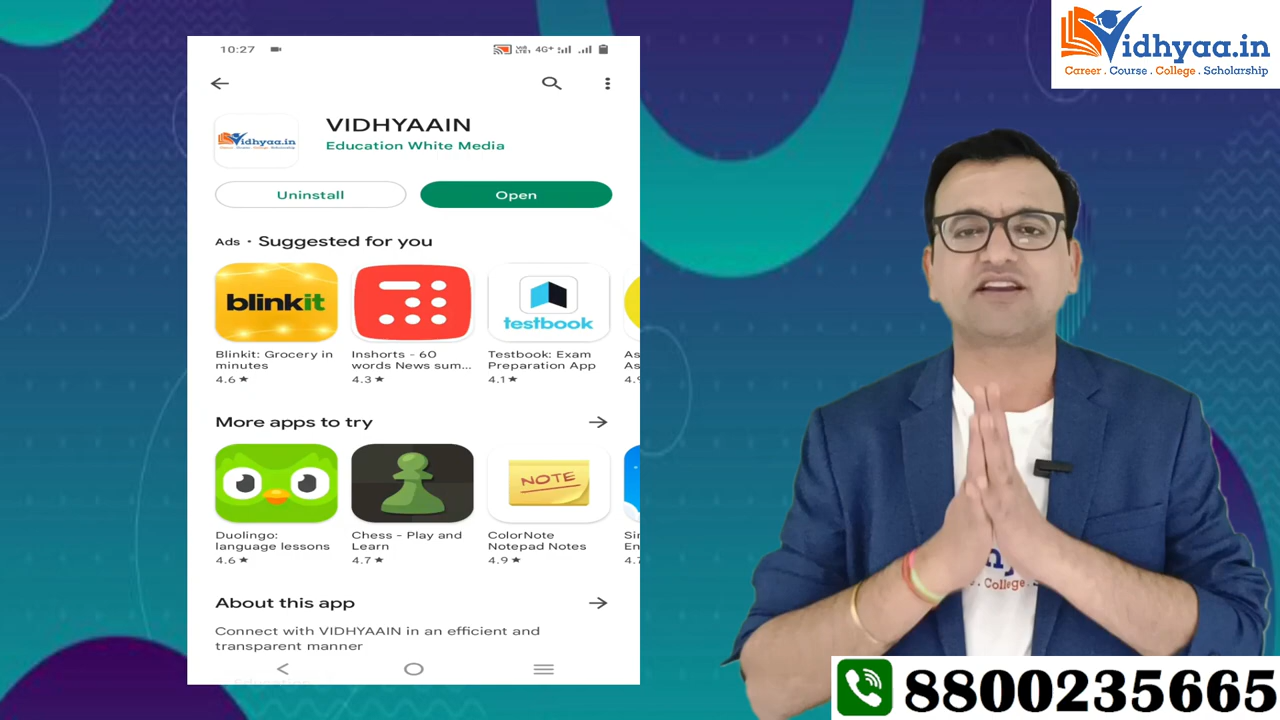 10:27
4G+
VIDHYAAIN
Education White Media
Vidhyaa.in
Uninstall
Open
Ads · Suggested for you
blinkit
testbook
Blinkit: Grocery in
minutes
4.6★
Inshorts - 60
words News sum...
4.3★
Testbook: Exam
Preparation App
4.1★
More apps to try
NOTE
Duolingo:
language lessons
4.6★
Chess - Play and
Learn
4.7★
ColorNote
Notepad Notes
4.9★
About this app
Connect with VIDHYAAIN in an efficient and
transparent manner
Vidhyaa.in
Career . Course . College . Scholarship
. College .
8800235665